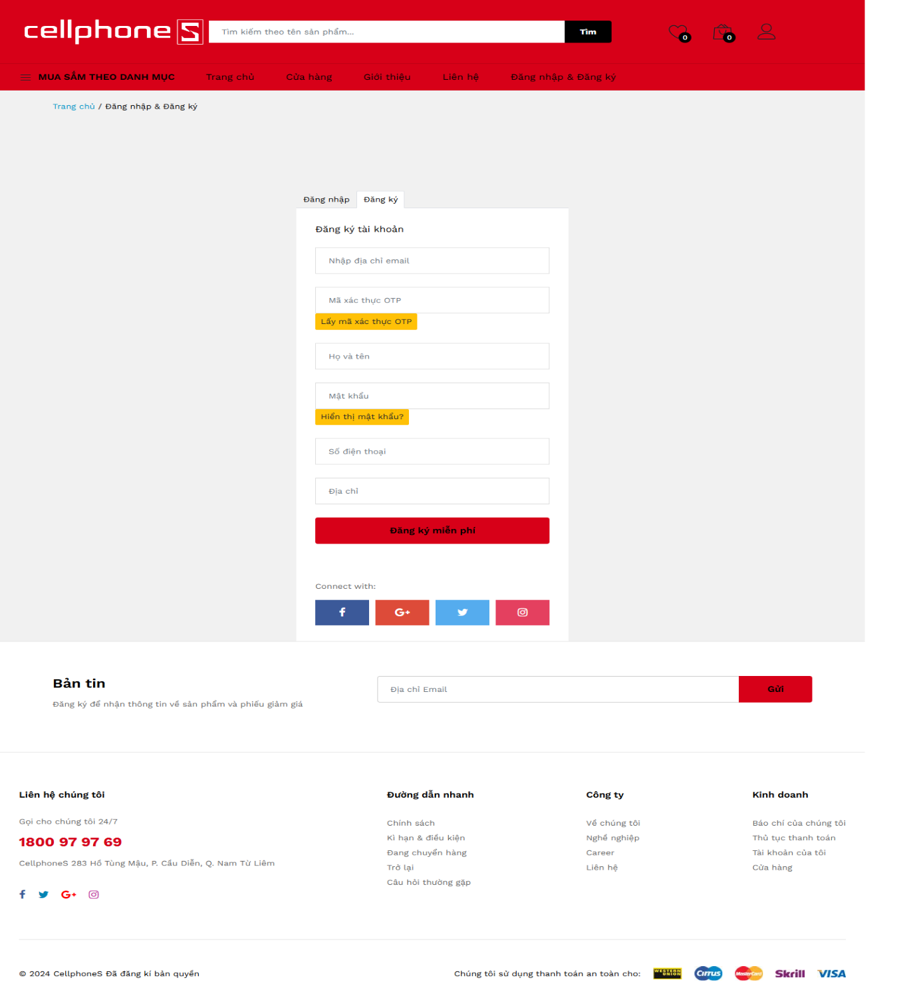 cellphoneS
Tìm kiếm theo tên sản phẩm...
Tìm
0
0
MUA SẮM THEO DANH MỤC
Trang chủ
Cửa hàng
Giới thiệu
Liên hệ
Đăng nhập & Đăng ký
Trang chủ / Đăng nhập & Đăng ký
Đăng nhập
Đăng ký
Đăng ký tài khoản
Nhập địa chỉ email
Mã xác thực OTP
Lấy mã xác thực OTP
Họ và tên
Mật khẩu
Hiển thị mật khẩu?
Số điện thoại
Địa chỉ
Đăng ký miễn phí
Connect with:
f
G+
Bản tin
Đăng ký để nhận thông tin về sản phẩm và phiếu giảm giá
Địa chỉ Email
Gửi
Liên hệ chúng tôi
Gọi cho chúng tôi 24/7
1800 97 97 69
CellphoneS 283 Hồ Tùng Mậu, P. Cầu Diễn, Q. Nam Từ Liêm
f
G+
Đường dẫn nhanh
Chính sách
Kì hạn & điều kiện
Đang chuyển hàng
Trở lại
Câu hỏi thường gặp
Công ty
Về chúng tôi
Nghề nghiệp
Career
Liên hệ
Kinh doanh
Báo chí của chúng tôi
Thủ tục thanh toán
Tài khoản của tôi
Cửa hàng
© 2024 CellphoneS Đã đăng kí bản quyền
Chúng tôi sử dụng thanh toán an toàn cho:
WESTERN
UNION
Cirrus
MasterCard
Skrill
VISA